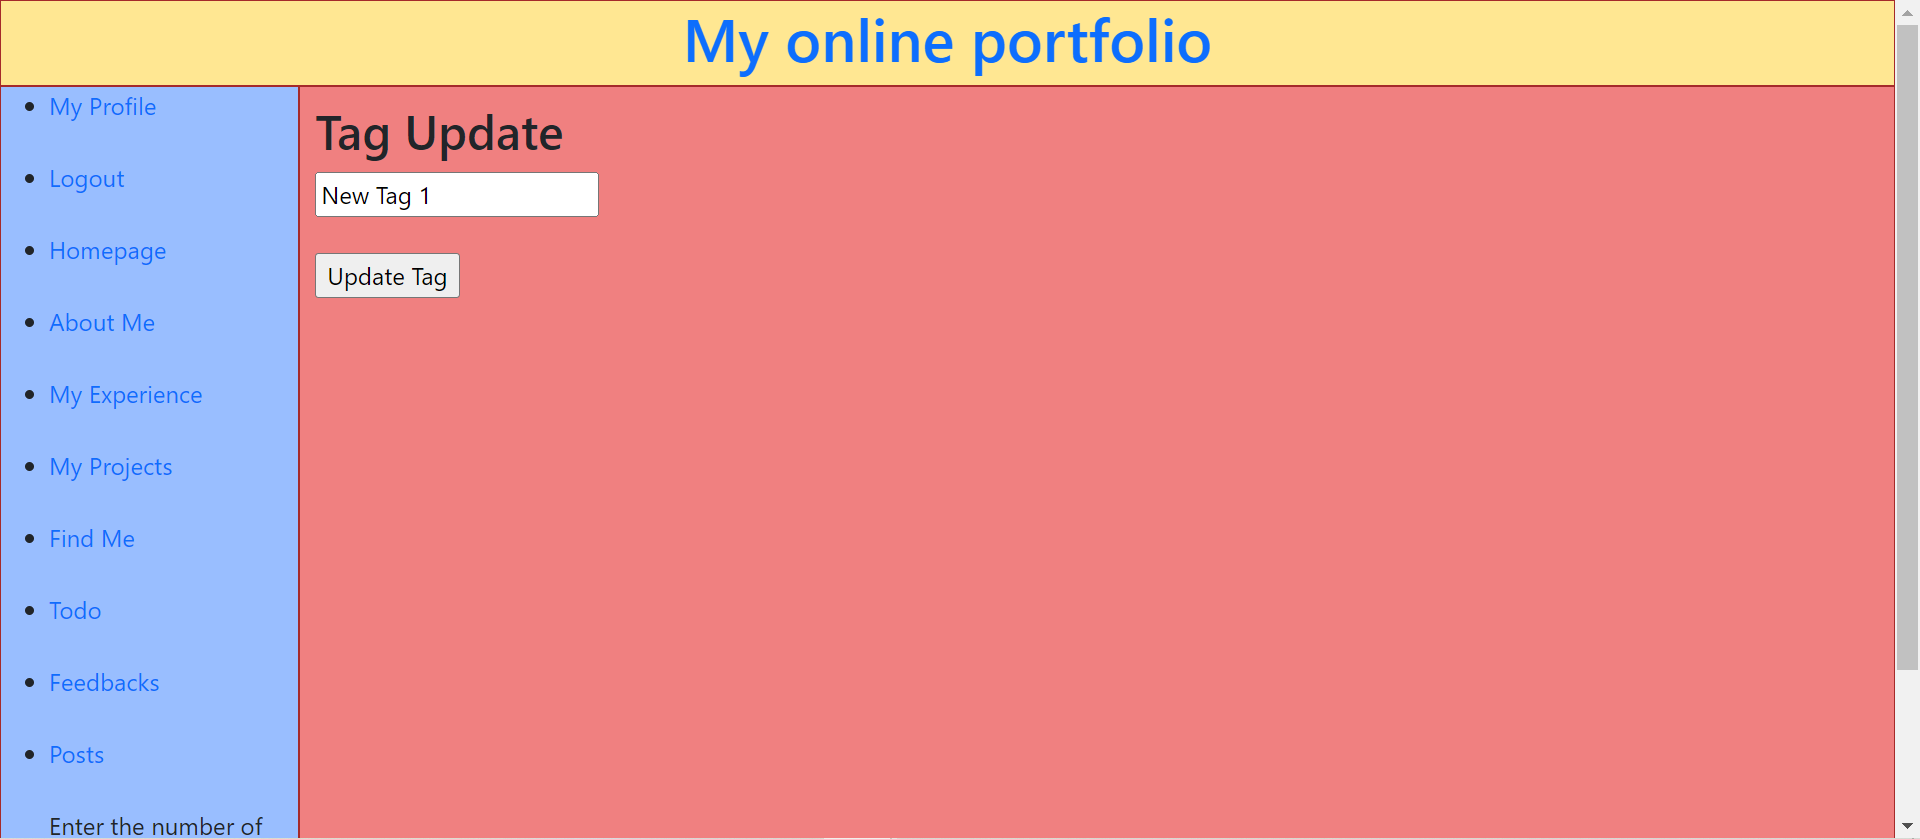 My online portfolio
My Profile
Logout
Homepage
About Me
My Experience
My Projects
Find Me
Todo
Feedbacks
Posts
Enter the number of
Tag Update
New Tag 1
Update Tag